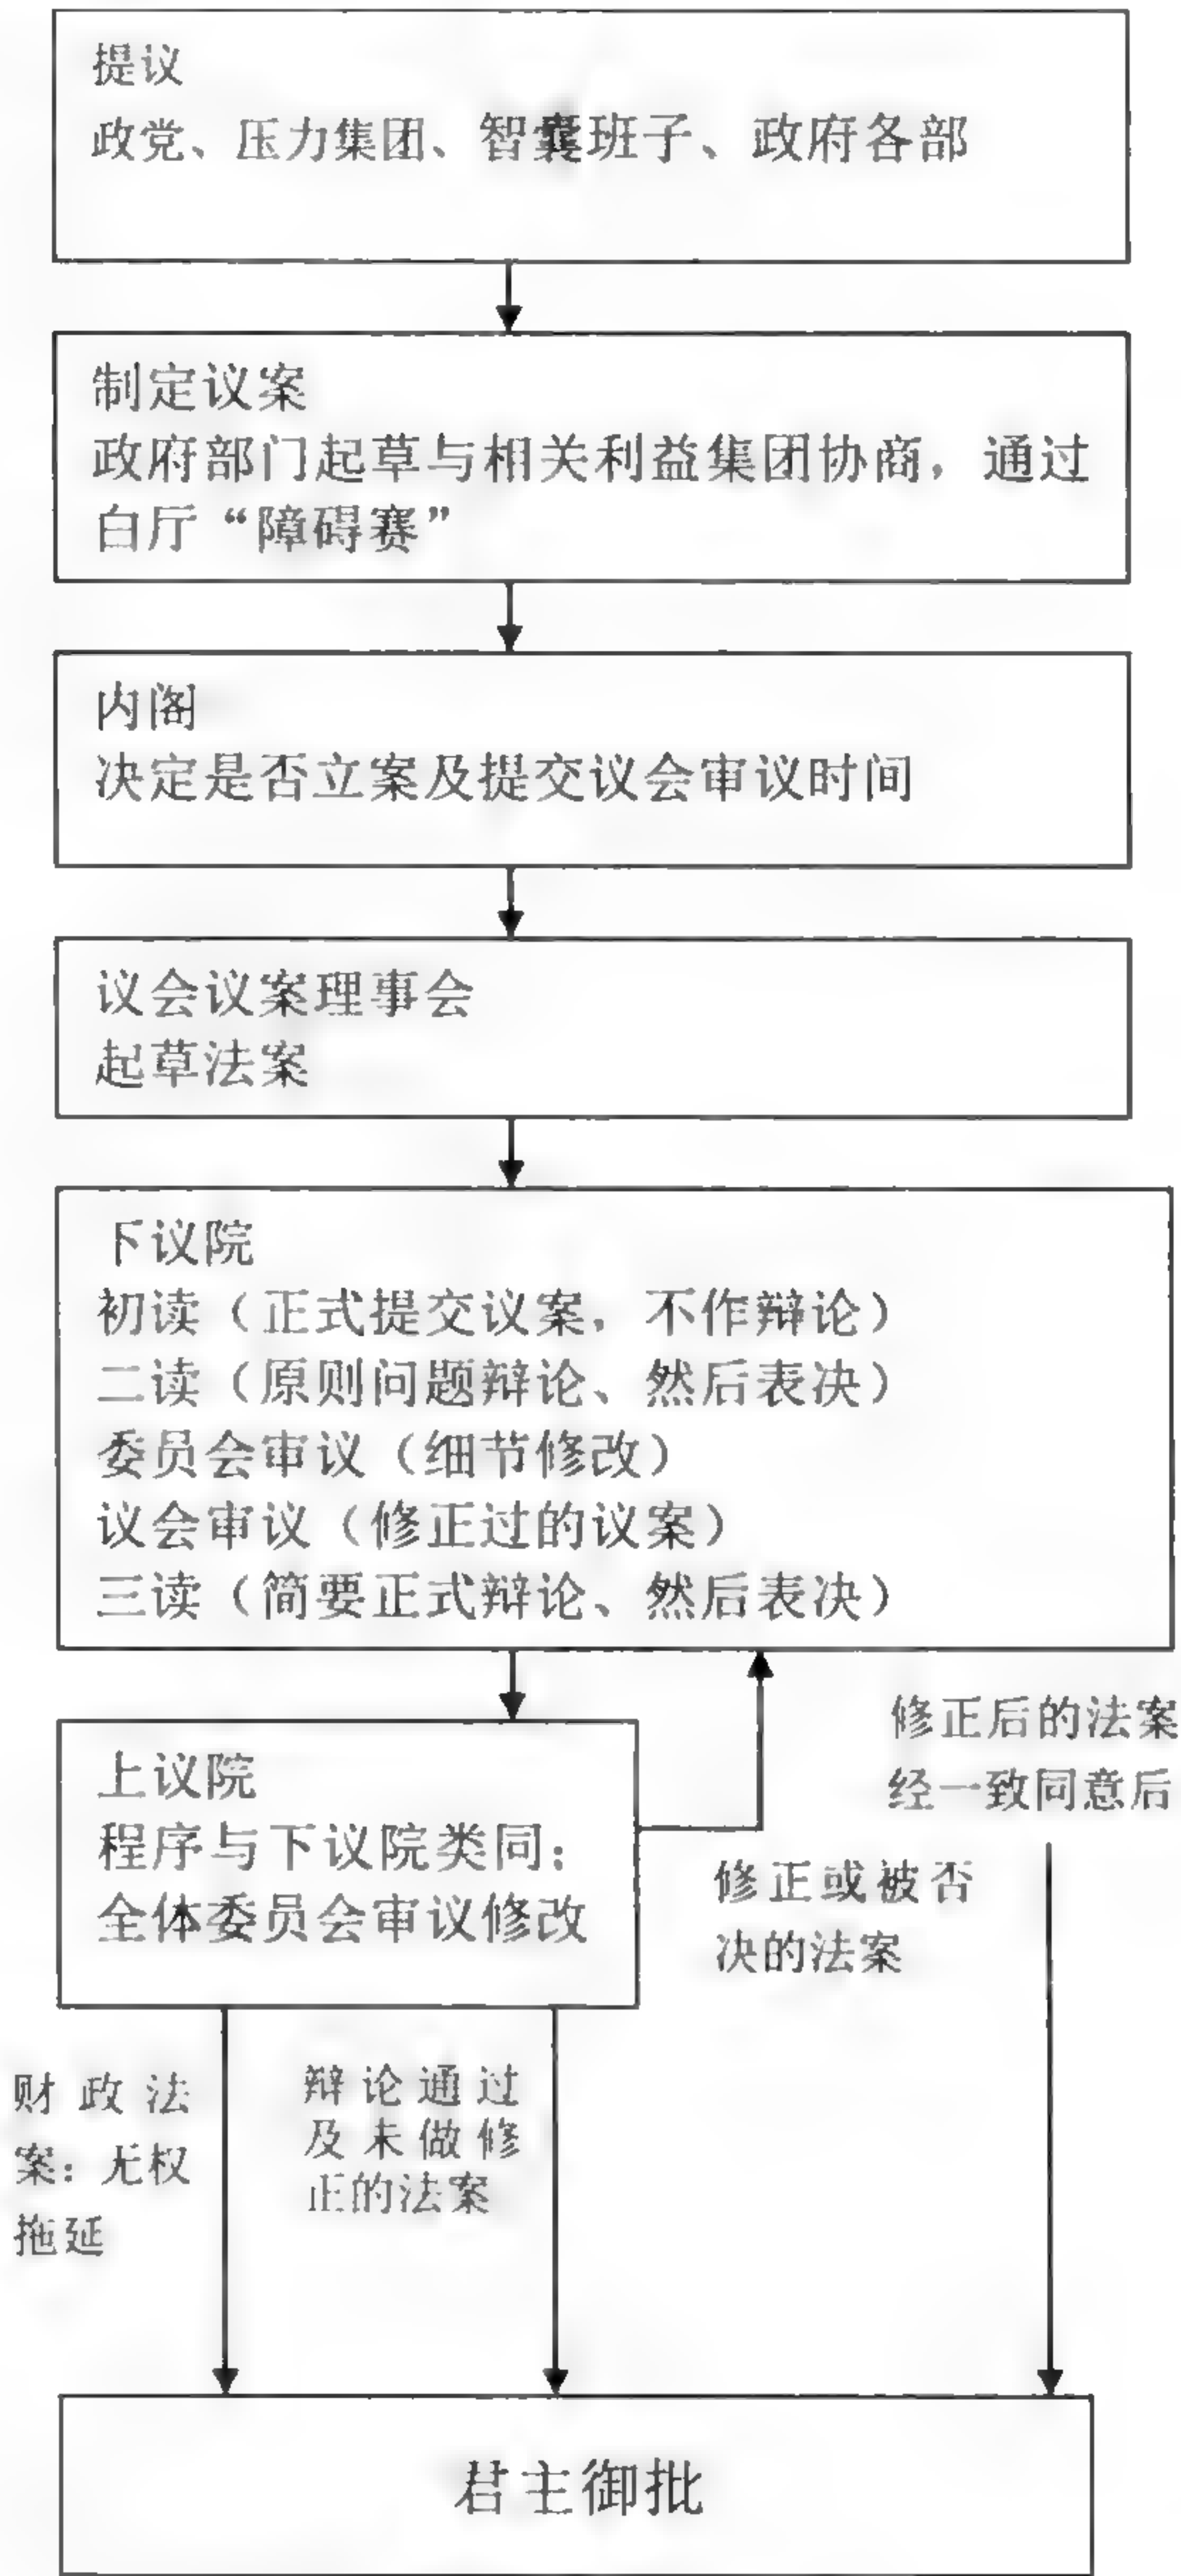 提议
政党、压力集团、智囊班子、政府各部
制定议案
政府部门起草与相关利益集团协商，通过
白厅“障碍赛”
内阁
决定是否立案及提交议会审议时间
议会议案理事会
起草法案
下议院
初读（正式提交议案，不作辩论）
二读（原则问题辩论、然后表决）
委员会审议（细节修改）
议会审议（修正过的议案）
三读（简要正式辩论、然后表决）
上议院
程序与下议院类同；
全体委员会审议修改
修正或被否
决的法案
修正后的法案
经一致同意后
财政法
案：无权
拖延
辩论通过
及未做修
正的法案
君主御批